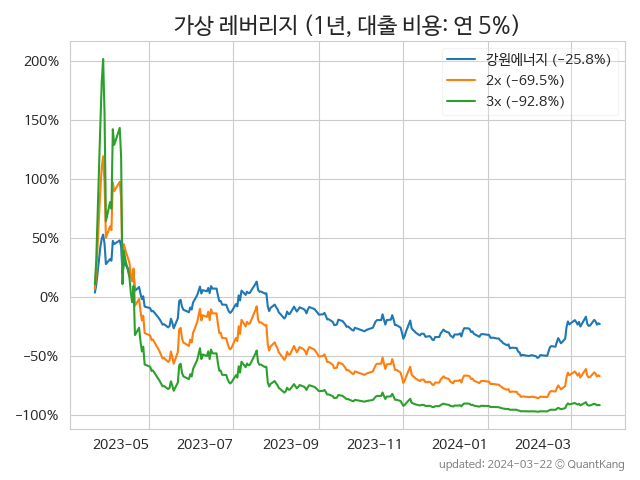 가상 레버리지 (1년, 대출 비용: 연 5%)
강원에너지 (−25.8%)
2x (−69.5%)
3x (−92.8%)
200%
150%
100%
50%
0%
−50%
−100%
2023-05 2023-07 2023-09 2023-11 2024-01 2024-03
updated: 2024-03-22 © QuantKang